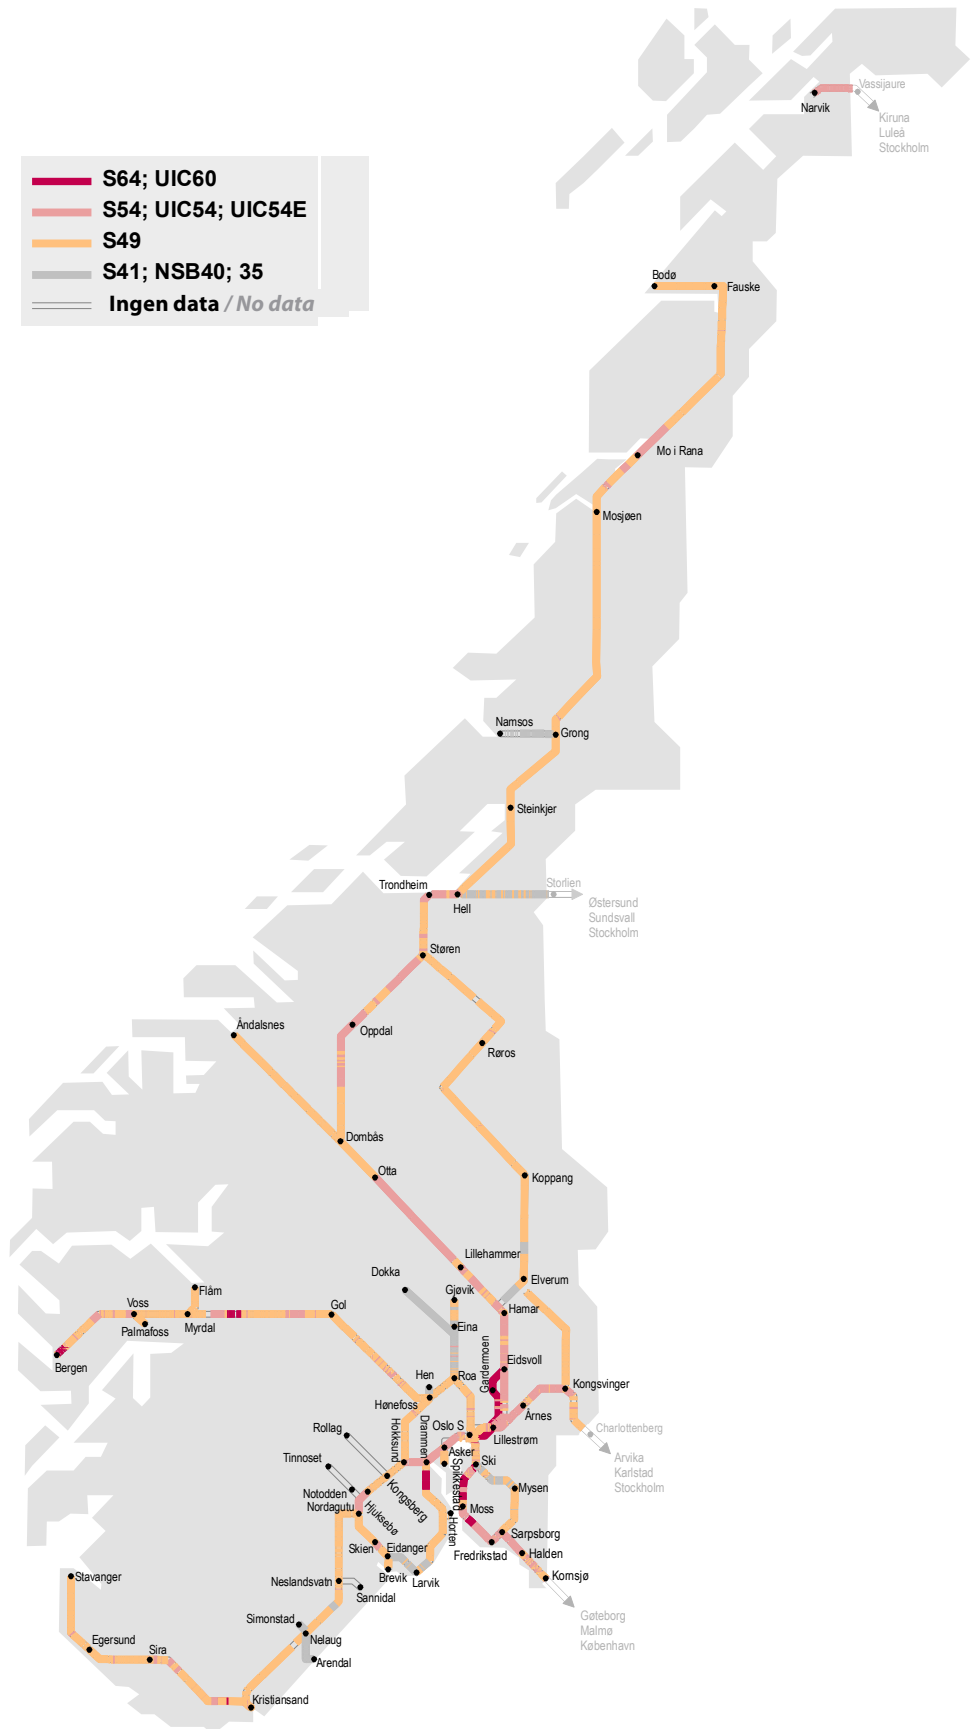 Vassijaure
Narvik
Kiruna
Luleå
Stockholm
S64; UIC60
S54; UIC54; UIC54E
S49
S41; NSB40; 35
Ingen data / No data
Bodø
Fauske
Mo i Rana
Mosjøen
Namsos
Grong
Steinkjer
Trondheim
Storlien
Hell
Østersund
Sundsvall
Stockholm
Støren
Åndalsnes
Oppdal
Røros
Dombås
Otta
Koppang
Lillehammer
Dokka
Elverum
Flåm
Gjøvik
Voss
Gol
Hamar
Palmafoss
Myrdal
Eina
Bergen
Gardermoen
Eidsvoll
Hen
Roa
Kongsvinger
Hønefoss
Årnes
Rollag
Hokksund
Drammen
Oslo S
Lillestrøm
Charlottenberg
Asker
Tinnoset
Spikkestad
Ski
Arvika
Karlstad
Stockholm
Kongsberg
Mysen
Notodden
Nordagutu
Hjuksebø
Moss
Horten
Sarpsborg
Skien
Eidanger
Fredrikstad
Halden
Brevik
Larvik
Kornsjø
Stavanger
Neslandsvatn
Sannidal
Simonstad
Gøteborg
Malmø
København
Nelaug
Egersund
Sira
Arendal
Kristiansand